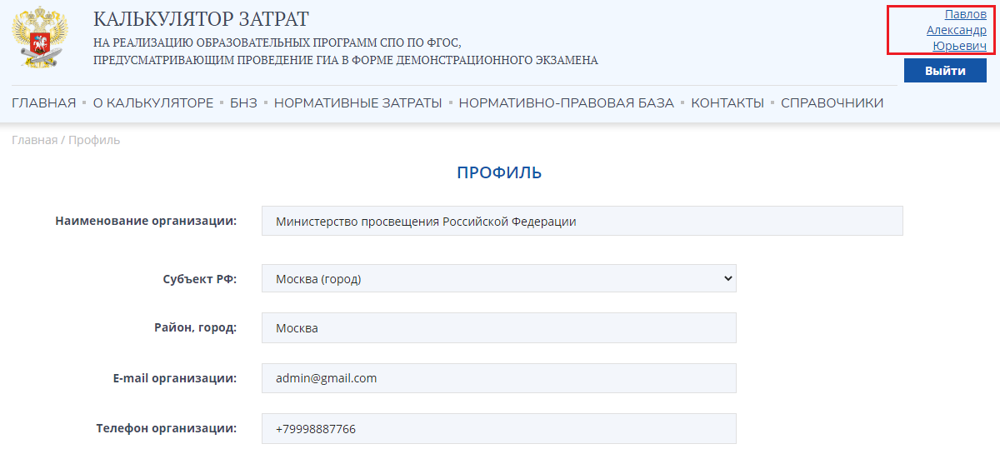 КАЛЬКУЛЯТОР ЗАТРАТ
НА РЕАЛИЗАЦИЮ ОБРАЗОВАТЕЛЬНЫХ ПРОГРАММ СПО ПО ФГОС,
ПРЕДУСМАТРИВАЮЩИМ ПРОВЕДЕНИЕ ГИА В ФОРМЕ ДЕМОНСТРАЦИОННОГО ЭКЗАМЕНА
Павлов
Александр
Юрьевич
Выйти
ГЛАВНАЯ ▪ О КАЛЬКУЛЯТОРЕ ▪ БНЗ ▪ НОРМАТИВНЫЕ ЗАТРАТЫ ▪ НОРМАТИВНО-ПРАВОВАЯ БАЗА ▪ КОНТАКТЫ ▪ СПРАВОЧНИКИ
Главная / Профиль
ПРОФИЛЬ
Наименование организации: Министерство просвещения Российской Федерации
Субъект РФ: Москва (город)
Район, город: Москва
E-mail организации: admin@gmail.com
Телефон организации: +79998887766